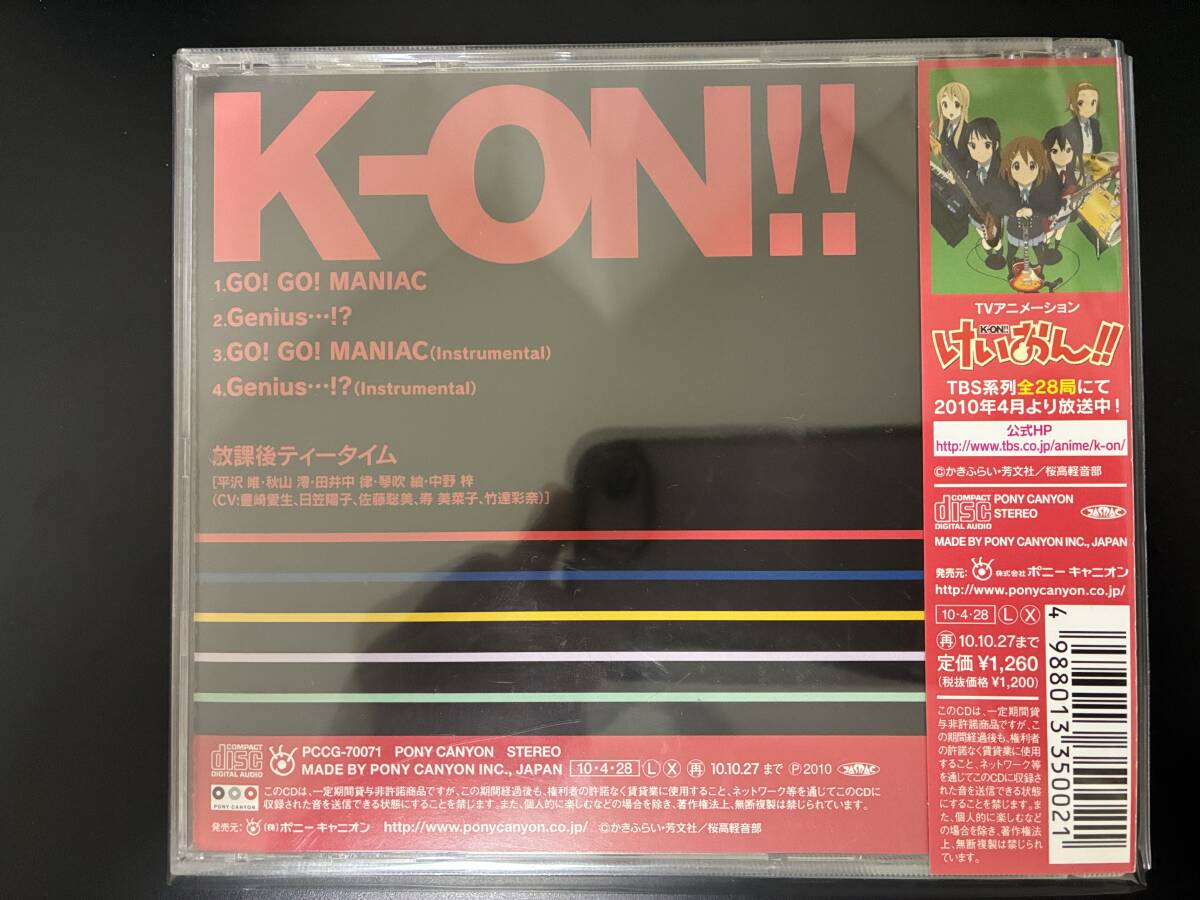 K-ON!!
1.GO! GO! MANIAC
2.Genius…!?
3.GO! GO! MANIAC(Instrumental)
4.Genius…!?(Instrumental)
放課後ティータイム
[平沢 唯・秋山 澪・田井中 律・琴吹 紬・中野 梓
(CV:豊崎愛生、日笠陽子、佐藤聡美、寿 美菜子、竹達彩奈)]
COMPACT
disc
DIGITAL AUDIO
PCCG-70071 PONY CANYON STEREO
MADE BY PONY CANYON INC., JAPAN 10・4・28 L X 再 10.10.27 まで Ⓟ2010 JASRAC
PONY CANYON
このCDは、一定期間貸与非許諾商品ですが、この期間経過後も、権利者の許諾なく賃貸業に使用すること、ネットワーク等を通じてこのCDに
収録された音を送信できる状態にすることを禁じます。また、個人的に楽しむなどの場合を除き、著作権法上、無断複製は禁じられています。
発売元: (株)ポニーキャニオン http://www.ponycanyon.co.jp/ ©かきふらい・芳文社/桜高軽音部
TVアニメーション
K-ON!!
けいおん!!
TBS系列全28局にて
2010年4月より放送中!
公式HP
http://www.tbs.co.jp/anime/k-on/
©かきふらい・芳文社/桜高軽音部
COMPACT
disc
DIGITAL AUDIO
PONY CANYON
STEREO
JASRAC
MADE BY PONY CANYON INC., JAPAN
発売元: 株式会社 ポニーキャニオン
http://www.ponycanyon.co.jp/
10・4・28 L X
再 10.10.27まで
定価 ¥1,260
(税抜価格 ¥1,200)
このCDは、一定期間貸
与非許諾商品ですが、こ
の期間経過後も、権利者
の許諾なく賃貸業に使用
すること、ネットワーク等
を通じてこのCDに収録さ
れた音を送信できる状態
にすることを禁じます。ま
た、個人的に楽しむなど
の場合を除き、著作権法
上、無断複製は禁じられ
ています。
4 988013 350021